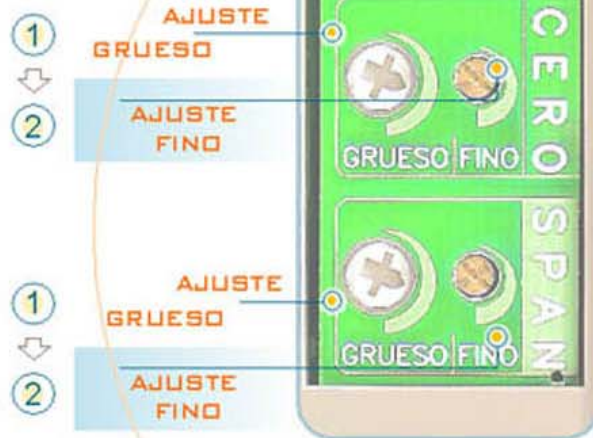 1
AJUSTE
GRUESO
2
AJUSTE
FINO
GRUESO FINO
CERO
1
AJUSTE
GRUESO
2
AJUSTE
FINO
GRUESO FINO
SPAN